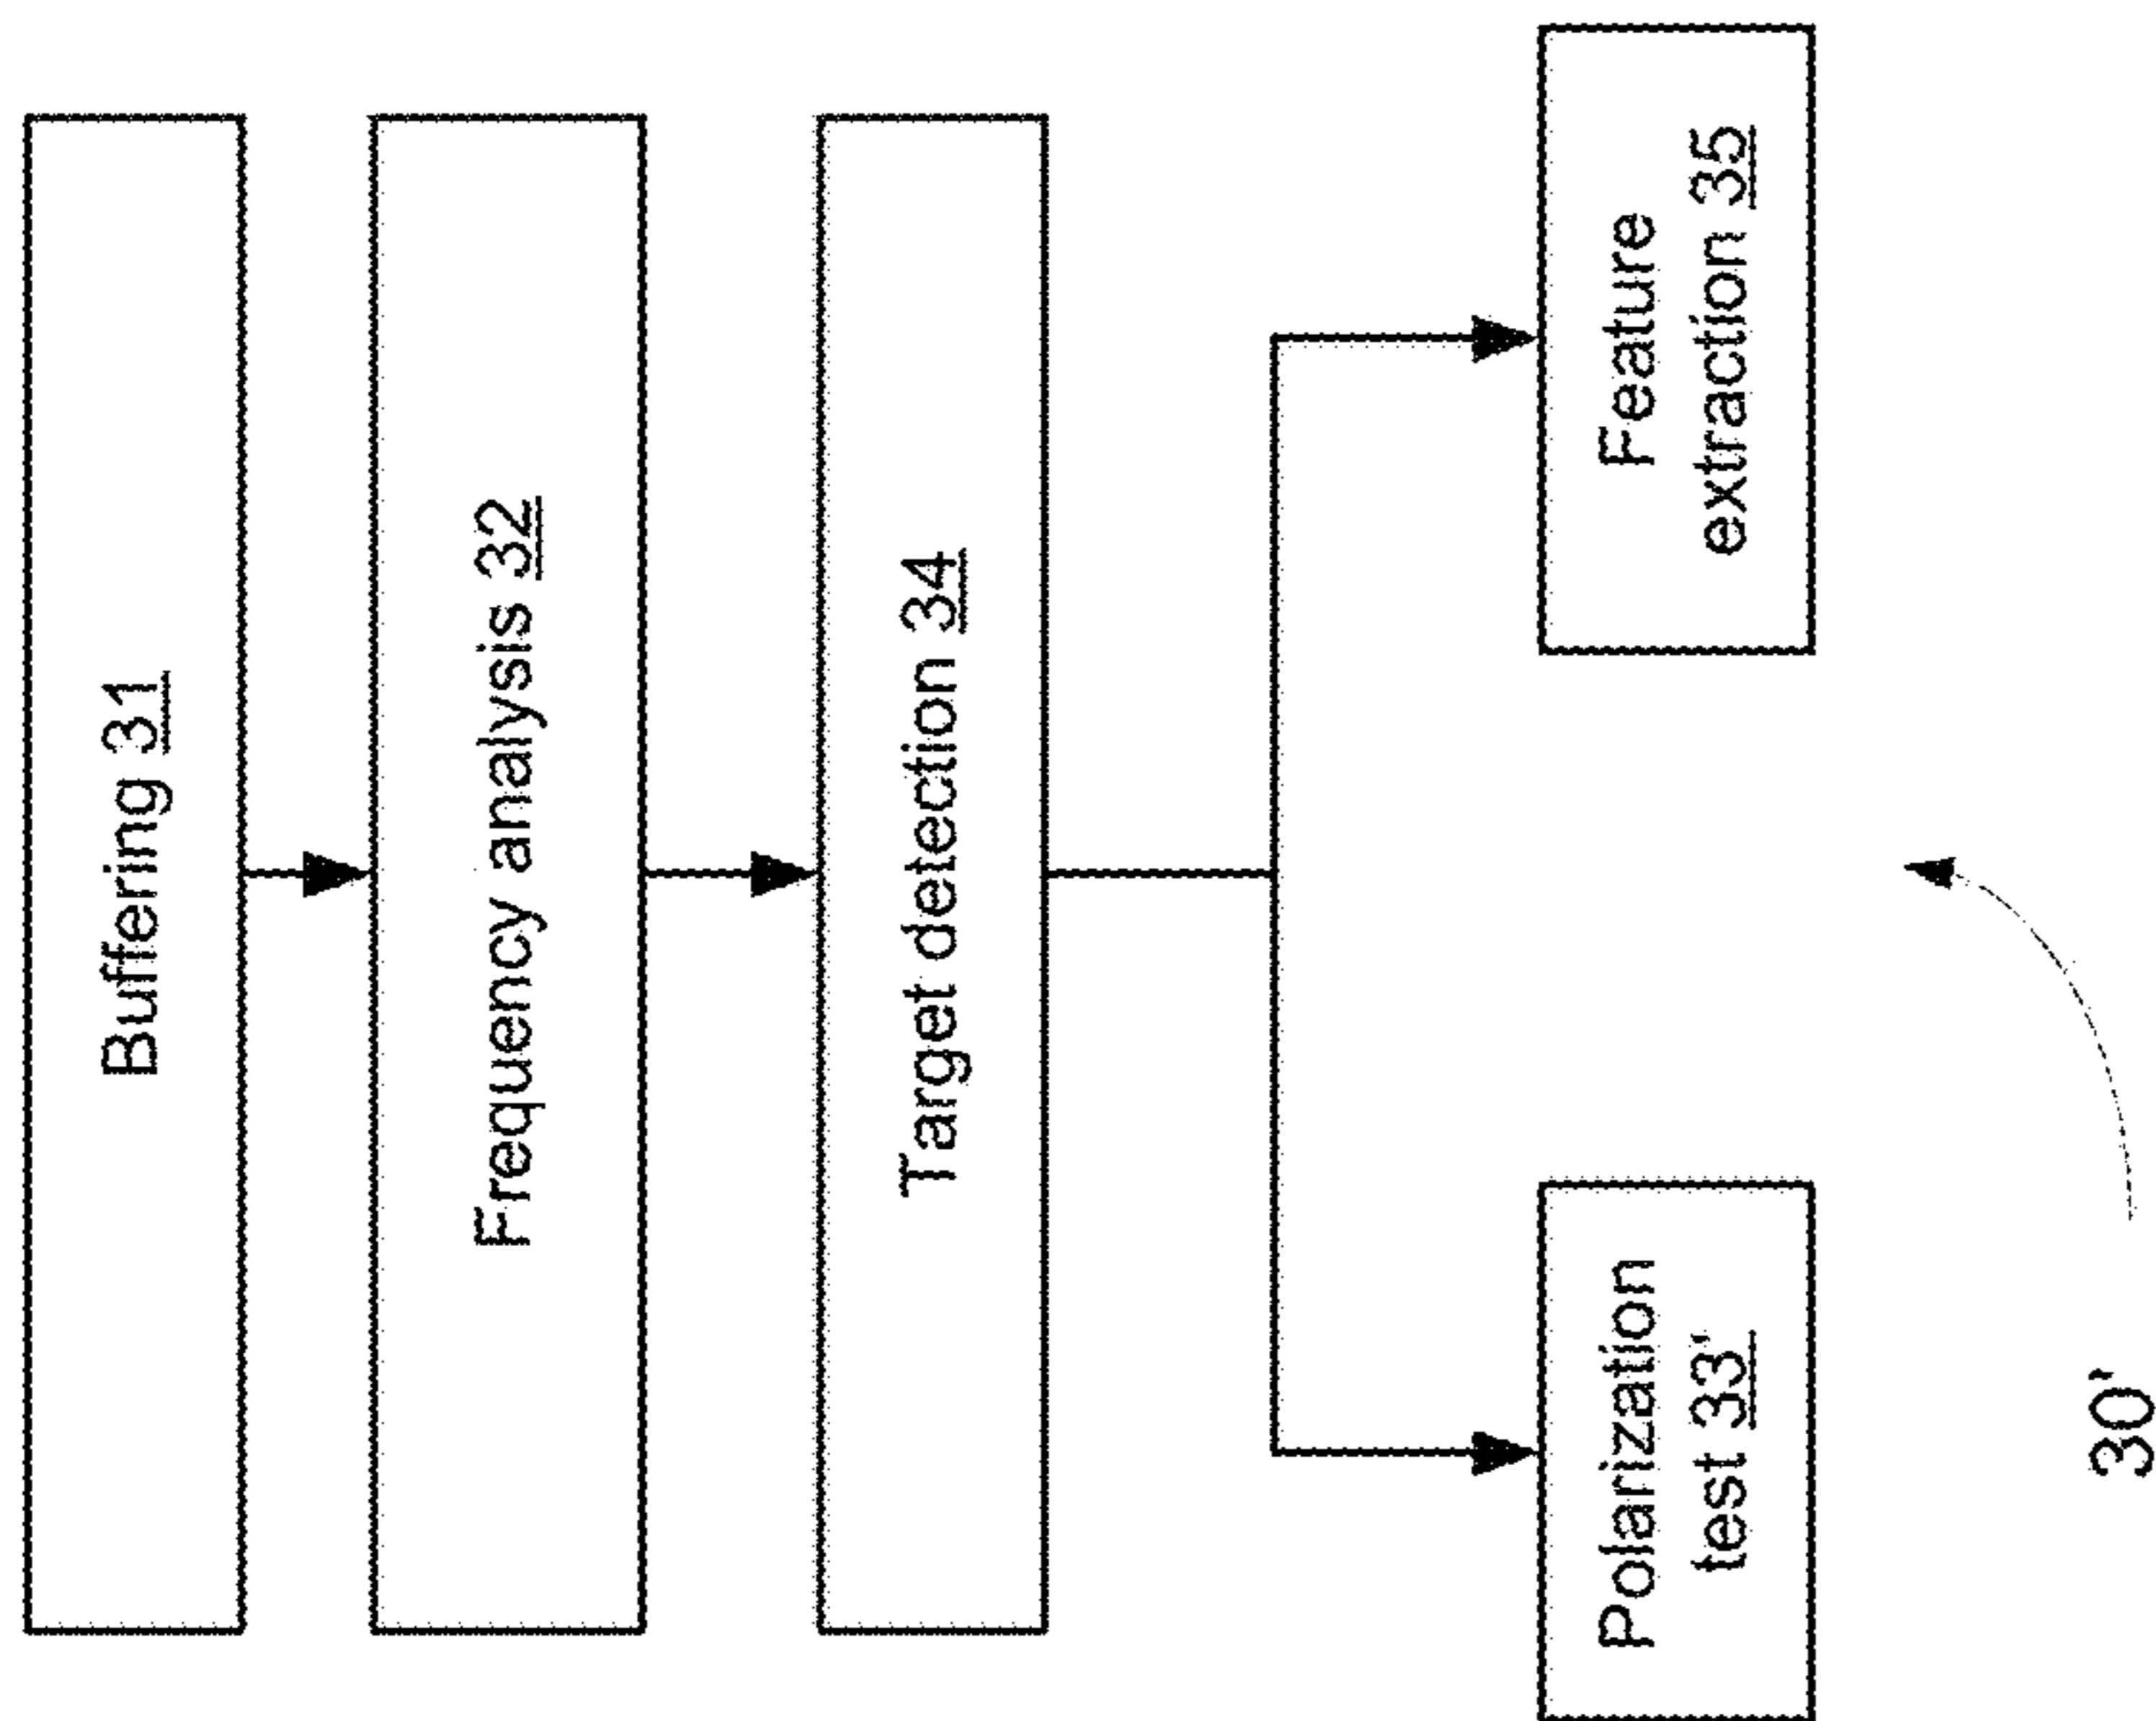 Buffering 31
Frequency analysis 32
Target detection 34
Polarization
test 33'
Feature
extraction 35
30'